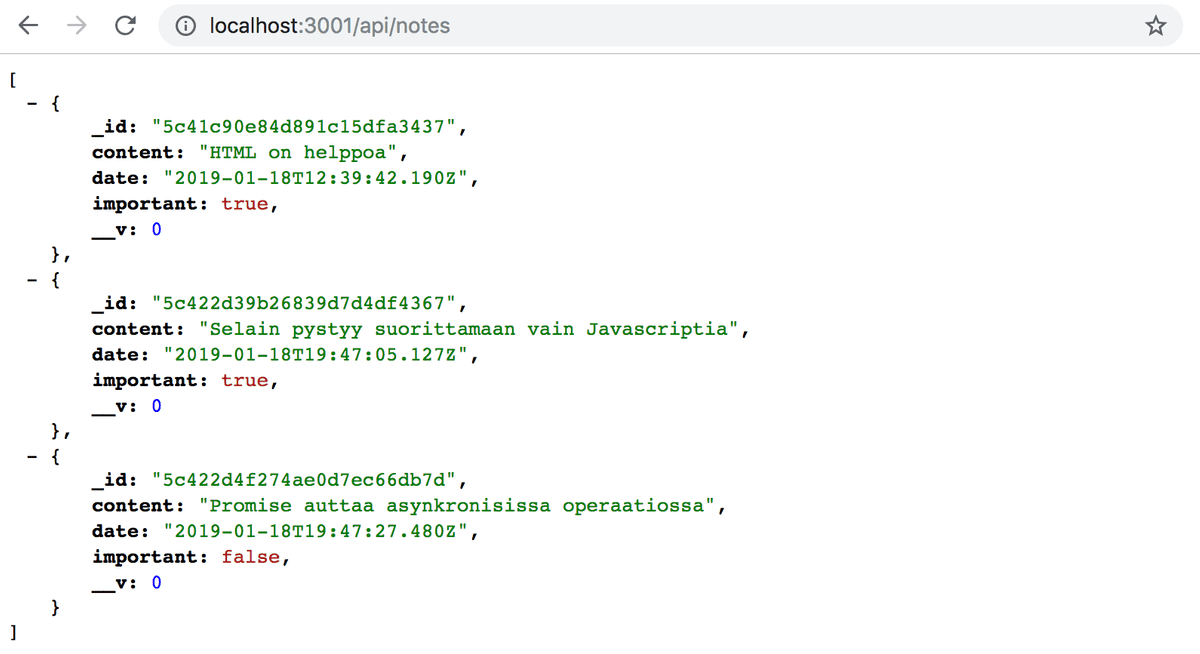 localhost:3001/api/notes
[
- {
_id: "5c41c90e84d891c15dfa3437",
content: "HTML on helppoa",
date: "2019-01-18T12:39:42.190Z",
important: true,
__v: 0
},
- {
_id: "5c422d39b26839d7d4df4367",
content: "Selain pystyy suorittamaan vain Javascriptia",
date: "2019-01-18T19:47:05.127Z",
important: true,
__v: 0
},
- {
_id: "5c422d4f274ae0d7ec66db7d",
content: "Promise auttaa asynkronisissa operaatiossa",
date: "2019-01-18T19:47:27.480Z",
important: false,
__v: 0
}
]